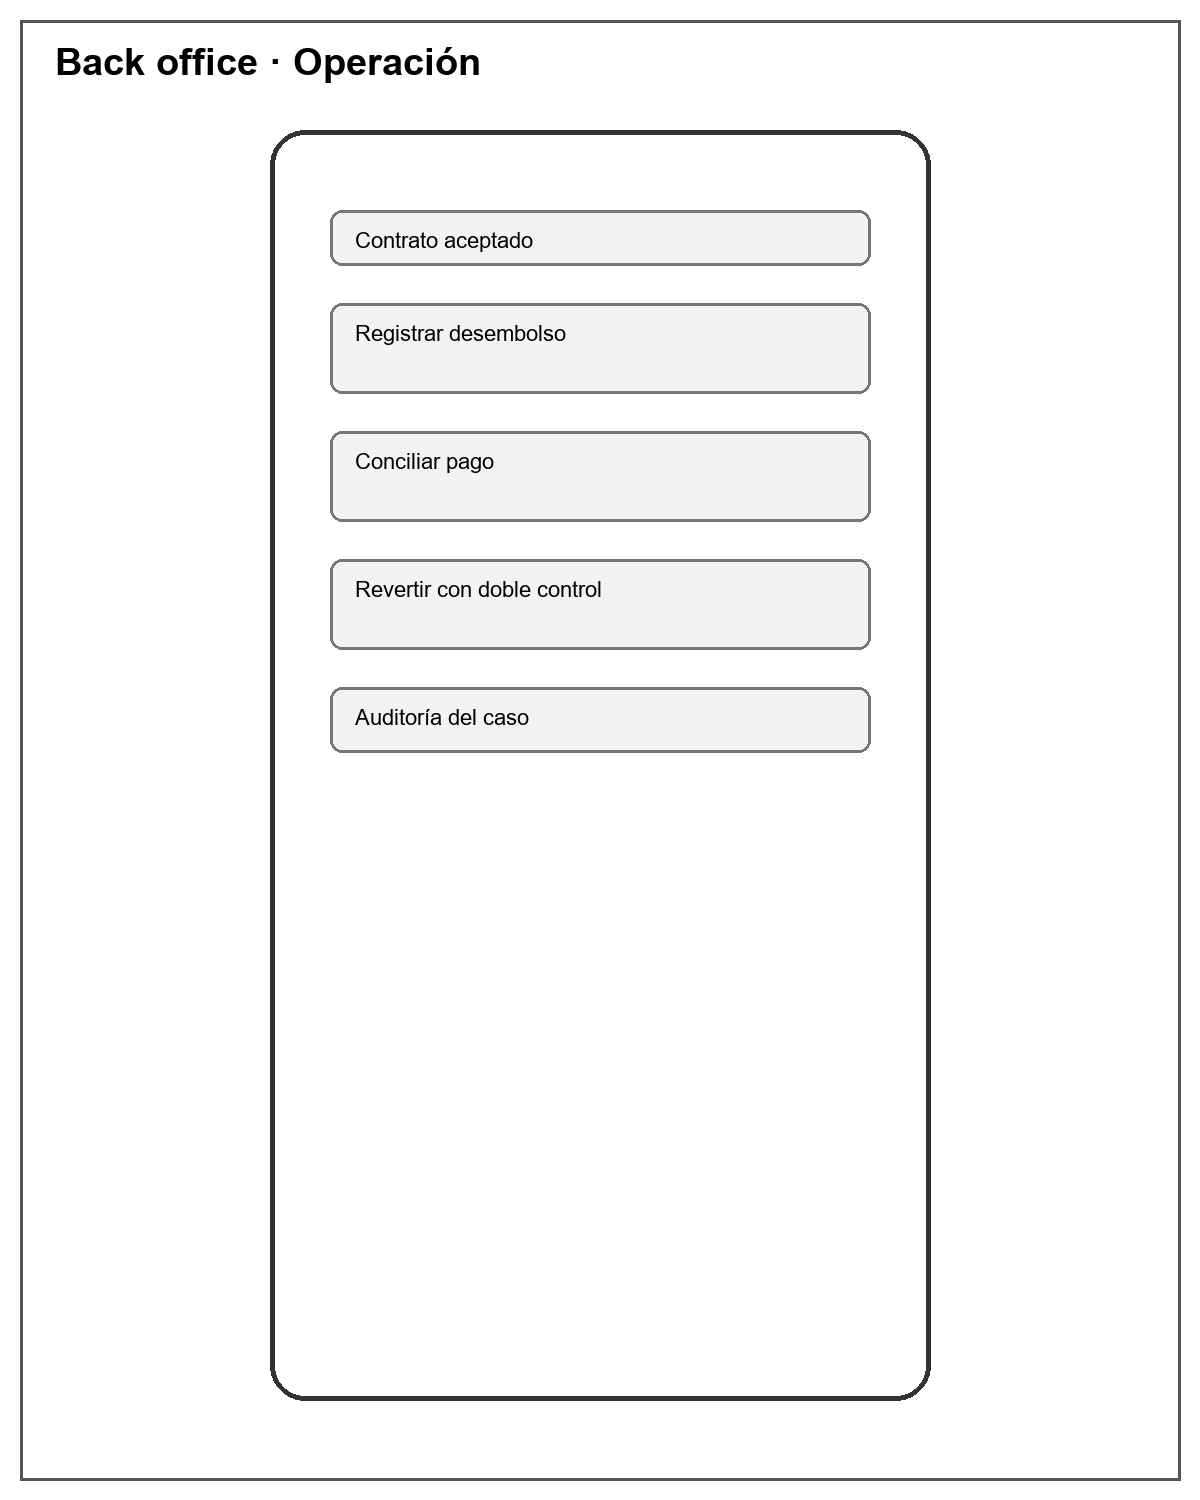 Back office · Operación
Contrato aceptado
Registrar desembolso
Conciliar pago
Revertir con doble control
Auditoría del caso